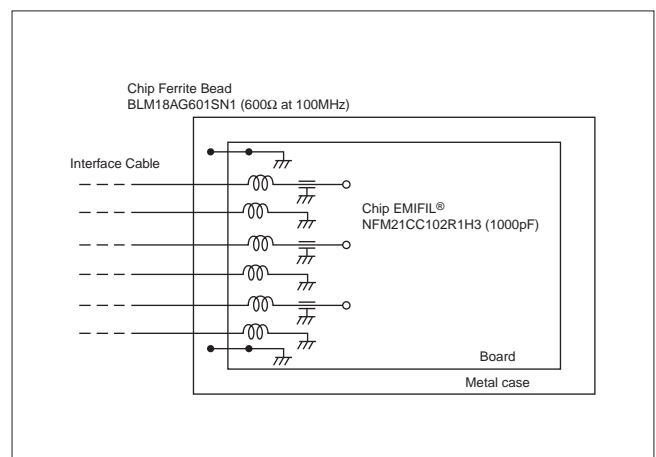 Chip Ferrite Bead
BLM18AG601SN1 (600Ω at 100MHz)
Interface Cable
Chip EMIFIL®
NFM21CC102R1H3 (1000pF)
Board
Metal case